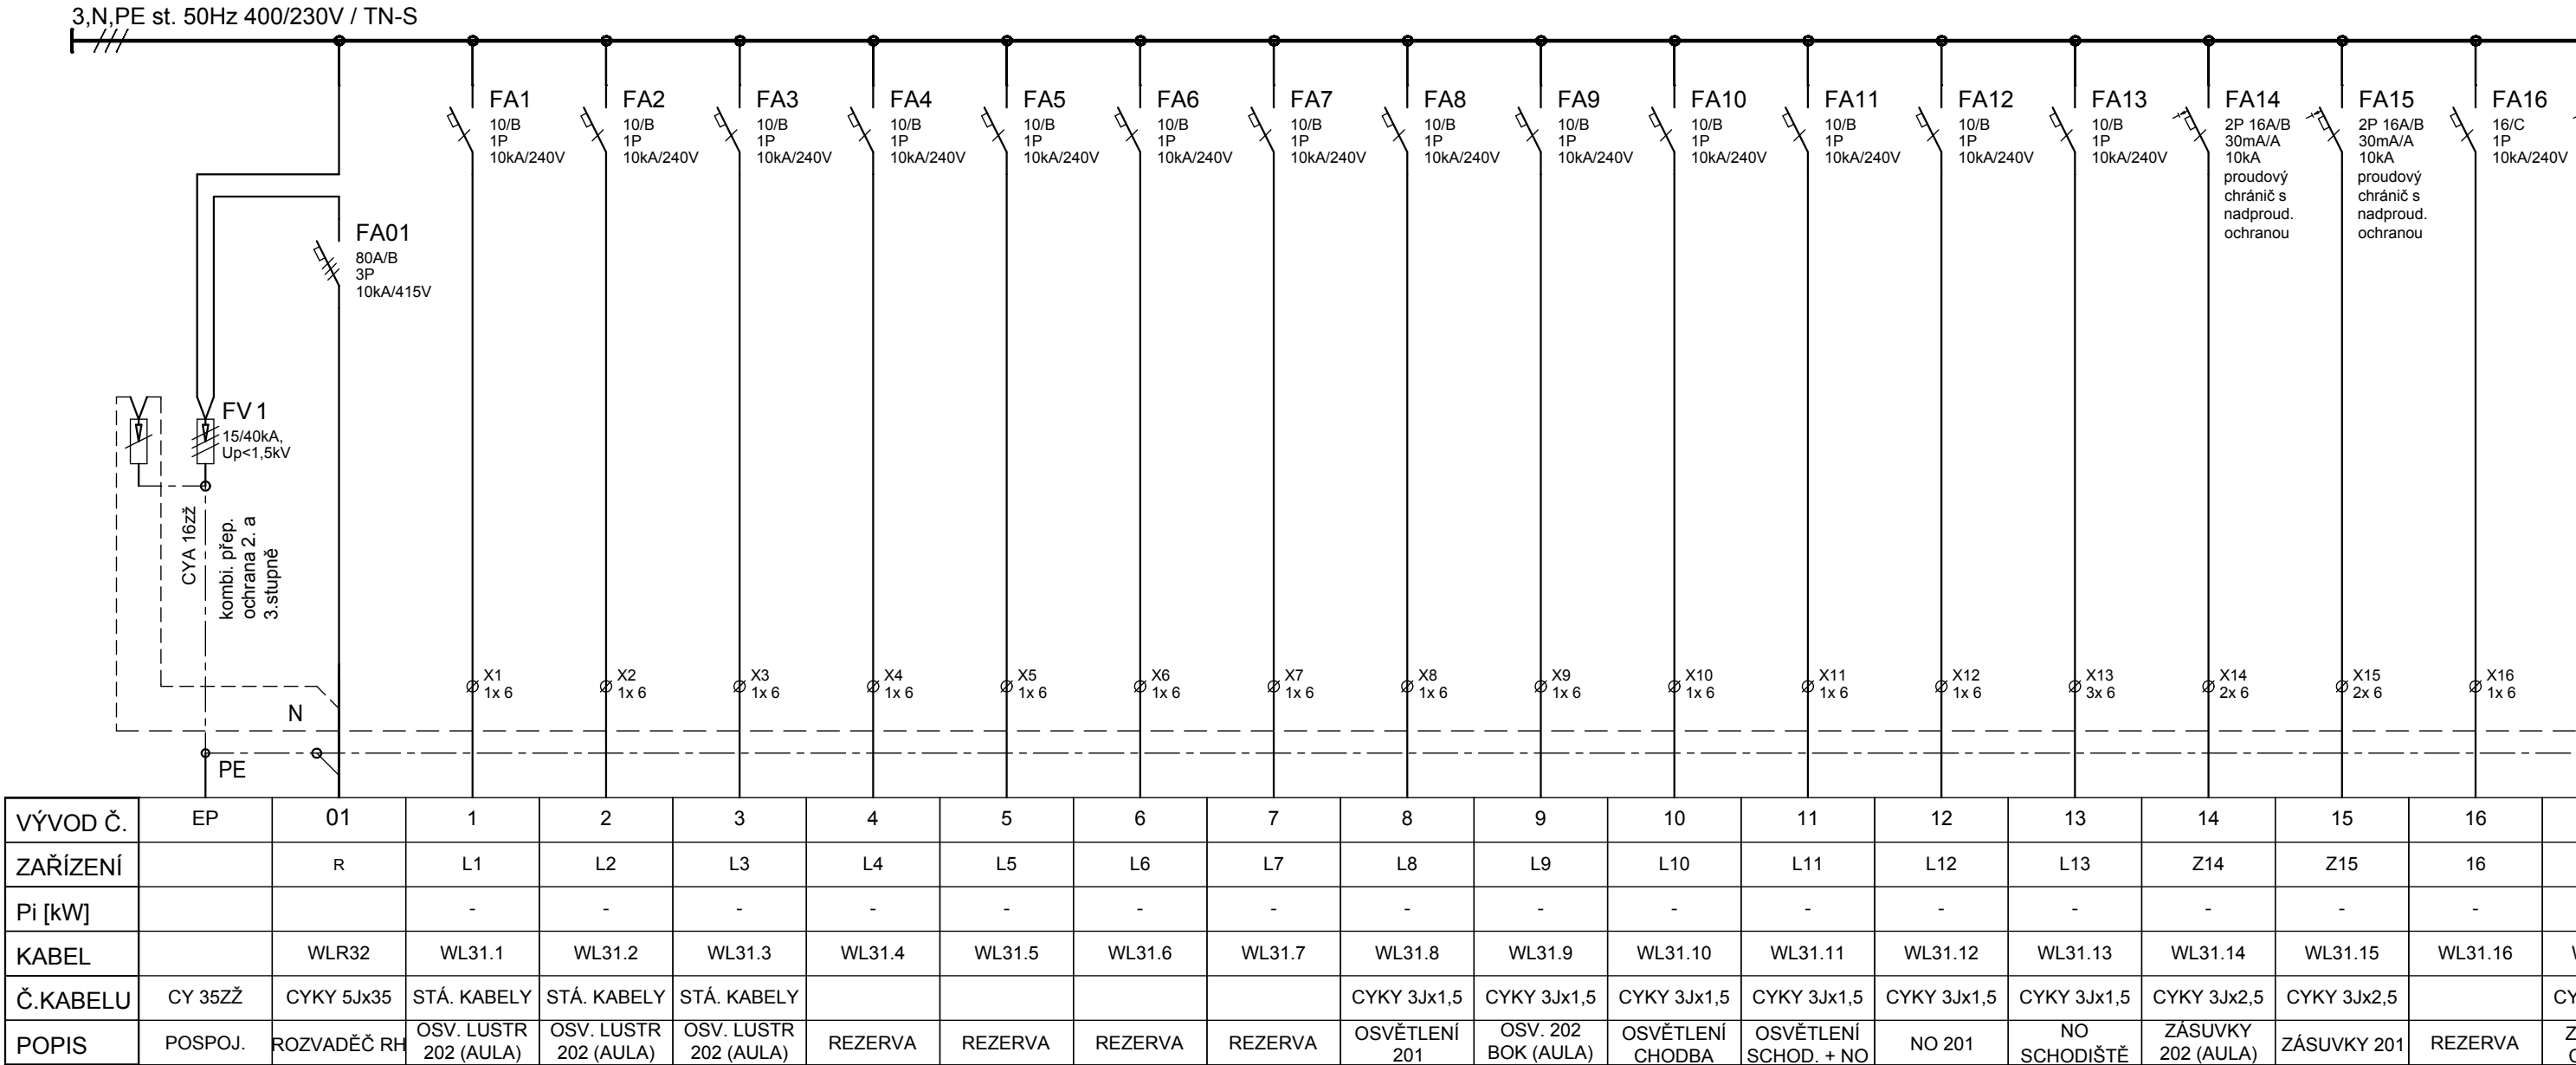 3,N,PE st. 50Hz 400/230V / TN-S
FA1
10/B
1P
10kA/240V
FA2
10/B
1P
10kA/240V
FA3
10/B
1P
10kA/240V
FA4
10/B
1P
10kA/240V
FA5
10/B
1P
10kA/240V
FA6
10/B
1P
10kA/240V
FA7
10/B
1P
10kA/240V
FA8
10/B
1P
10kA/240V
FA9
10/B
1P
10kA/240V
FA10
10/B
1P
10kA/240V
FA11
10/B
1P
10kA/240V
FA12
10/B
1P
10kA/240V
FA13
10/B
1P
10kA/240V
FA14
2P 16A/B
30mA/A
10kA
proudový
chránič s
nadproud.
ochranou
FA15
2P 16A/B
30mA/A
10kA
proudový
chránič s
nadproud.
ochranou
FA16
16/C
1P
10kA/240V
FA01
80A/B
3P
10kA/415V
FV1
15/40kA,
Up<1,5kV
CYA 16zž
kombi. přep.
ochrana 2. a
3.stupně
X1
1x 6
X2
1x 6
X3
1x 6
X4
1x 6
X5
1x 6
X6
1x 6
X7
1x 6
X8
1x 6
X9
1x 6
X10
1x 6
X11
1x 6
X12
1x 6
X13
3x 6
X14
2x 6
X15
2x 6
X16
1x 6
N
PE
VÝVOD Č. EP 01 1 2 3 4 5 6 7 8 9 10 11 12 13 14 15 16
ZAŘÍZENÍ R L1 L2 L3 L4 L5 L6 L7 L8 L9 L10 L11 L12 L13 Z14 Z15 16
Pi [kW] - - - - - - - - - - - - - - - -
KABEL WLR32 WL31.1 WL31.2 WL31.3 WL31.4 WL31.5 WL31.6 WL31.7 WL31.8 WL31.9 WL31.10 WL31.11 WL31.12 WL31.13 WL31.14 WL31.15 WL31.16
Č.KABELU CY 35ZŽ CYKY 5Jx35 STÁ. KABELY STÁ. KABELY STÁ. KABELY CYKY 3Jx1,5 CYKY 3Jx1,5 CYKY 3Jx1,5 CYKY 3Jx1,5 CYKY 3Jx1,5 CYKY 3Jx1,5 CYKY 3Jx2,5 CYKY 3Jx2,5 CY
POPIS
POSPOJ.
ROZVADĚČ RH
OSV. LUSTR
202 (AULA)
OSV. LUSTR
202 (AULA)
OSV. LUSTR
202 (AULA)
REZERVA
REZERVA
REZERVA
REZERVA
OSVĚTLENÍ
201
OSV. 202
BOK (AULA)
OSVĚTLENÍ
CHODBA
OSVĚTLENÍ
SCHOD. + NO
NO 201
NO
SCHODIŠTĚ
ZÁSUVKY
202 (AULA)
ZÁSUVKY 201
REZERVA